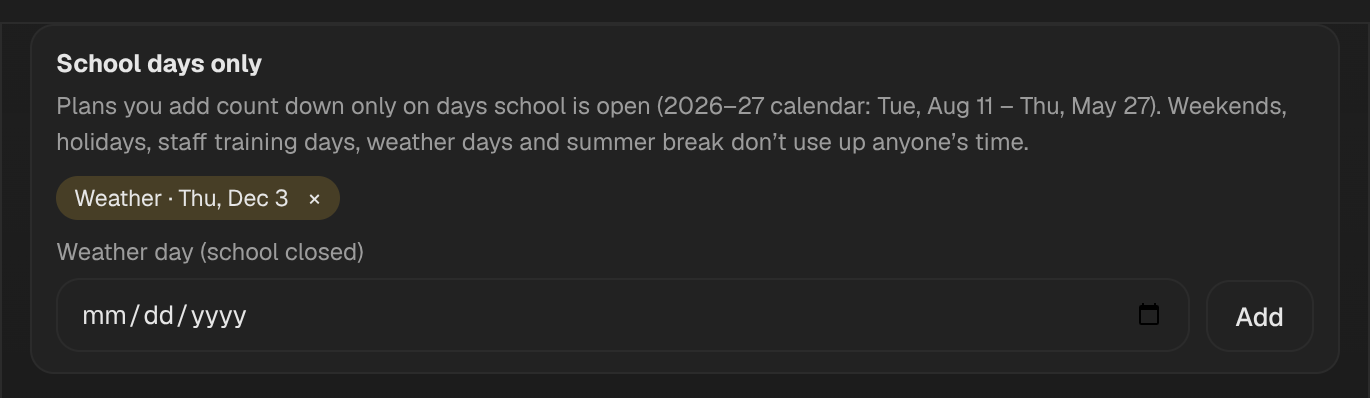 School days only
Plans you add count down only on days school is open (2026–27 calendar: Tue, Aug 11 – Thu, May 27). Weekends,
holidays, staff training days, weather days and summer break don’t use up anyone’s time.
Weather · Thu, Dec 3 ×
Weather day (school closed)
mm/dd/yyyy
Add